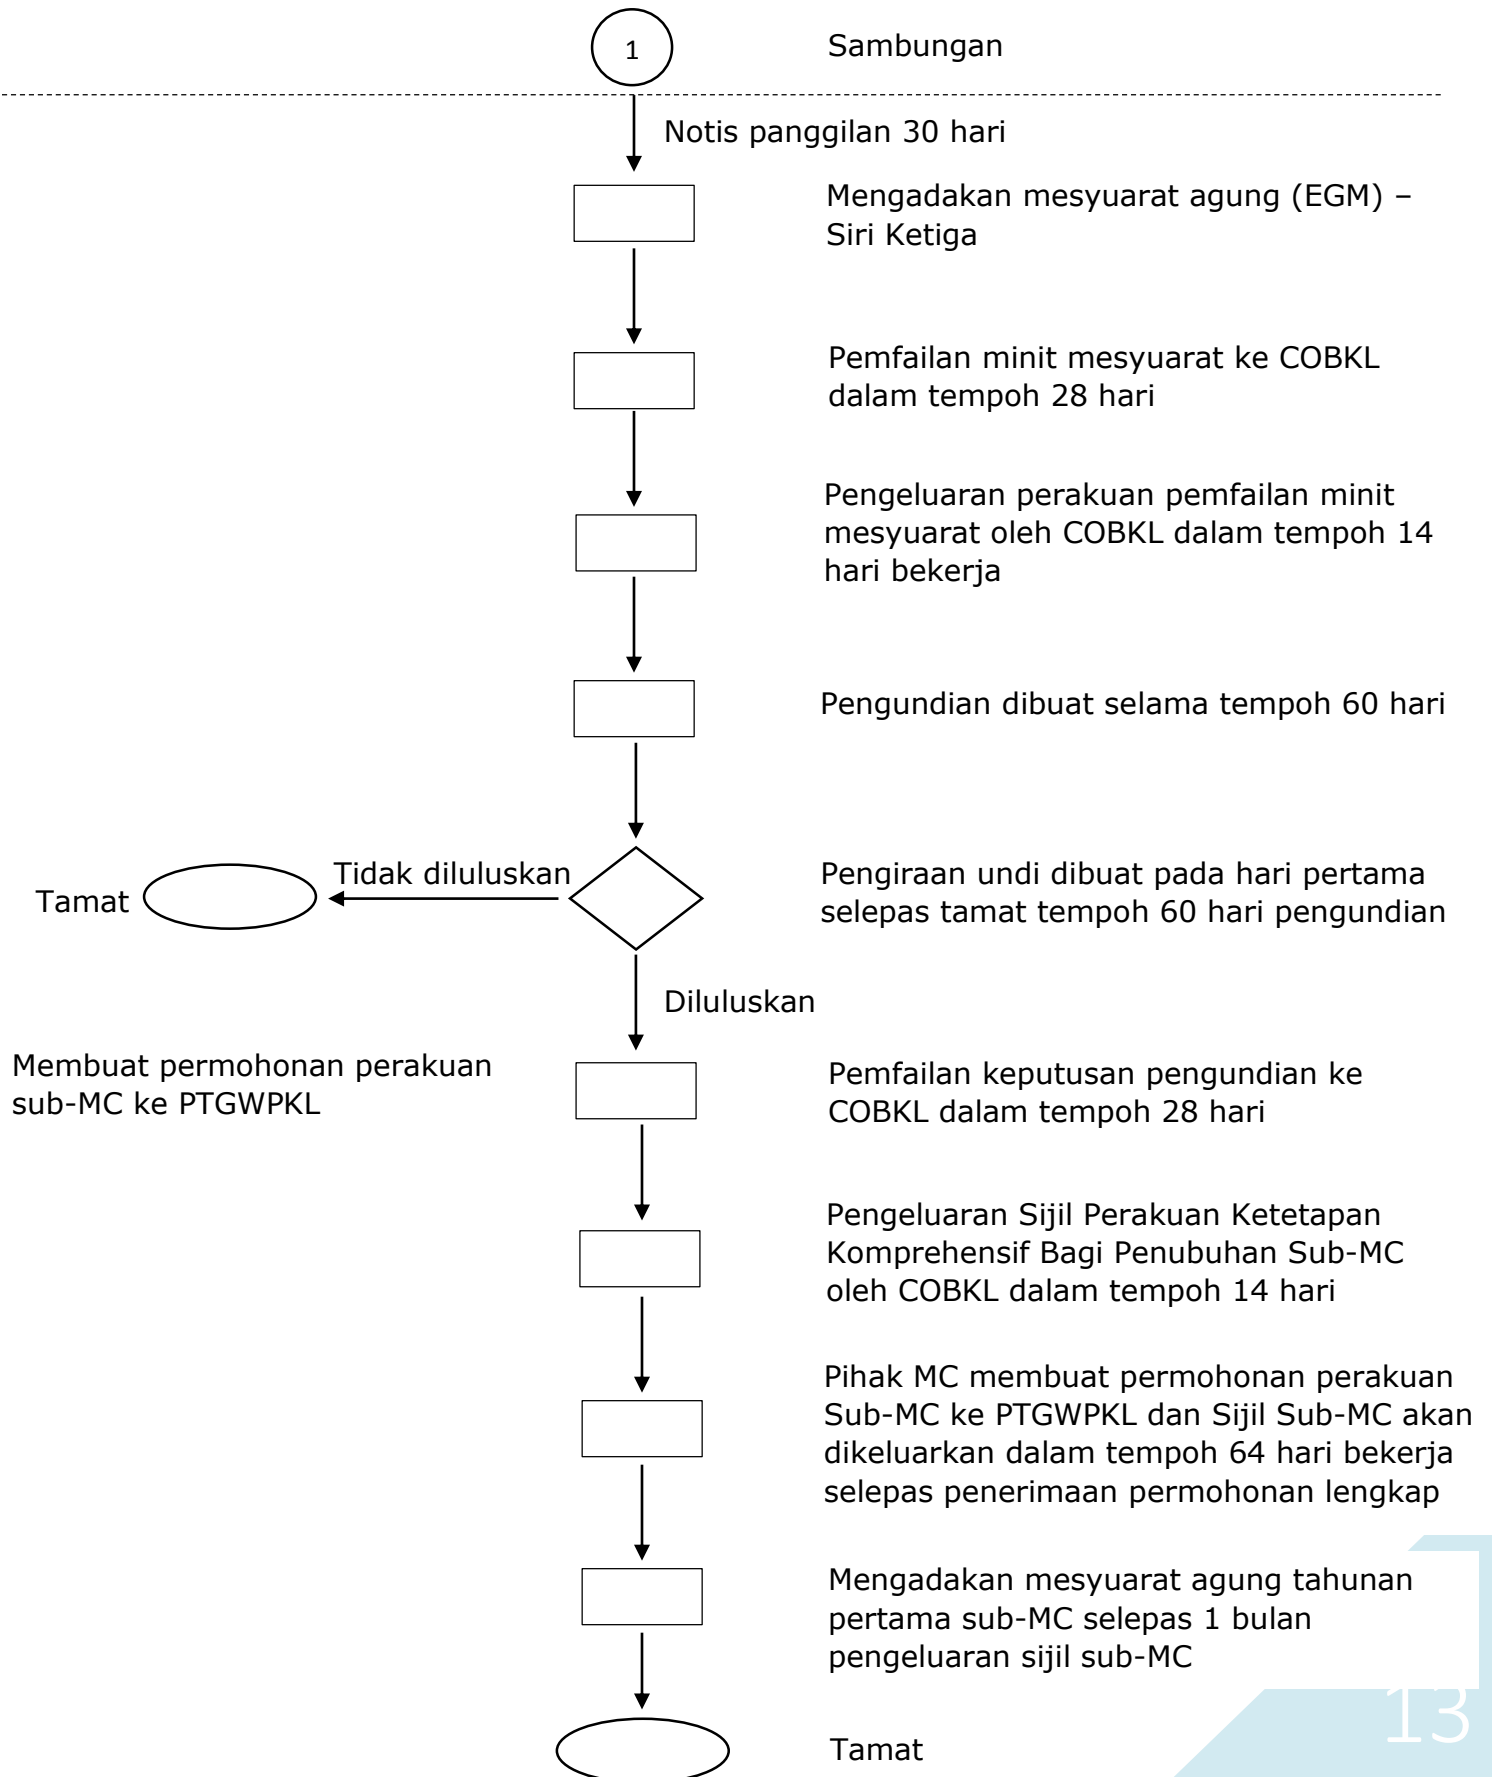 1
Sambungan
Notis panggilan 30 hari
Mengadakan mesyuarat agung (EGM) –
Siri Ketiga
Pemfailan minit mesyuarat ke COBKL
dalam tempoh 28 hari
Pengeluaran perakuan pemfailan minit
mesyuarat oleh COBKL dalam tempoh 14
hari bekerja
Pengundian dibuat selama tempoh 60 hari
Tamat
Tidak diluluskan
Pengiraan undi dibuat pada hari pertama
selepas tamat tempoh 60 hari pengundian
Diluluskan
Membuat permohonan perakuan
sub-MC ke PTGWPKL
Pemfailan keputusan pengundian ke
COBKL dalam tempoh 28 hari
Pengeluaran Sijil Perakuan Ketetapan
Komprehensif Bagi Penubuhan Sub-MC
oleh COBKL dalam tempoh 14 hari
Pihak MC membuat permohonan perakuan
Sub-MC ke PTGWPKL dan Sijil Sub-MC akan
dikeluarkan dalam tempoh 64 hari bekerja
selepas penerimaan permohonan lengkap
Mengadakan mesyuarat agung tahunan
pertama sub-MC selepas 1 bulan
pengeluaran sijil sub-MC
Tamat
13